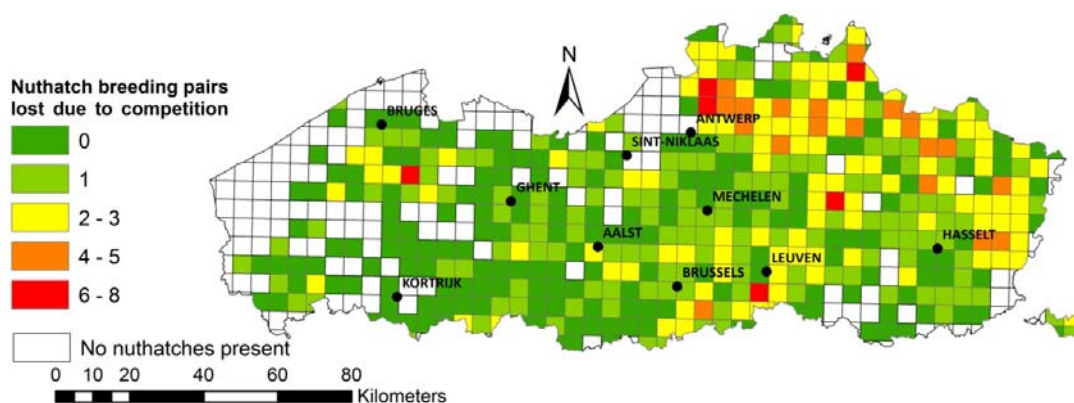 N
Nuthatch breeding pairs
lost due to competition
0
1
2 - 3
4 - 5
6 - 8
No nuthatches present
0 10 20 40 60 80
Kilometers
BRUGES
ANTWERP
SINT-NIKLAAS
GHENT
MECHELEN
AALST
HASSELT
LEUVEN
BRUSSELS
KORTRIJK